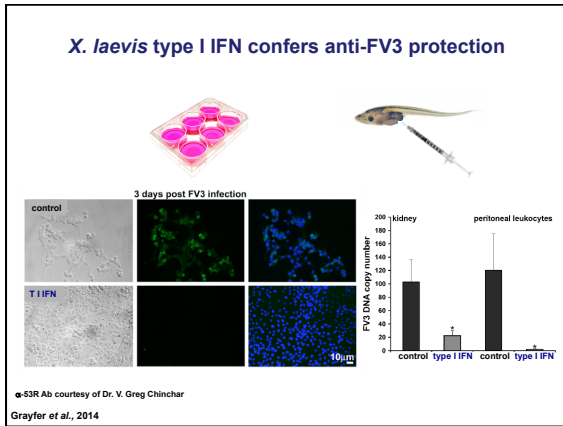 X. laevis type I IFN confers anti-FV3 protection
3 days post FV3 infection
control
T I IFN
10μm
FV3 DNA copy number
200
180
160
140
120
100
80
60
40
20
0
kidney
peritoneal leukocytes
*
*
control type I IFN control type I IFN
α-53R Ab courtesy of Dr. V. Greg Chinchar
Grayfer et al., 2014